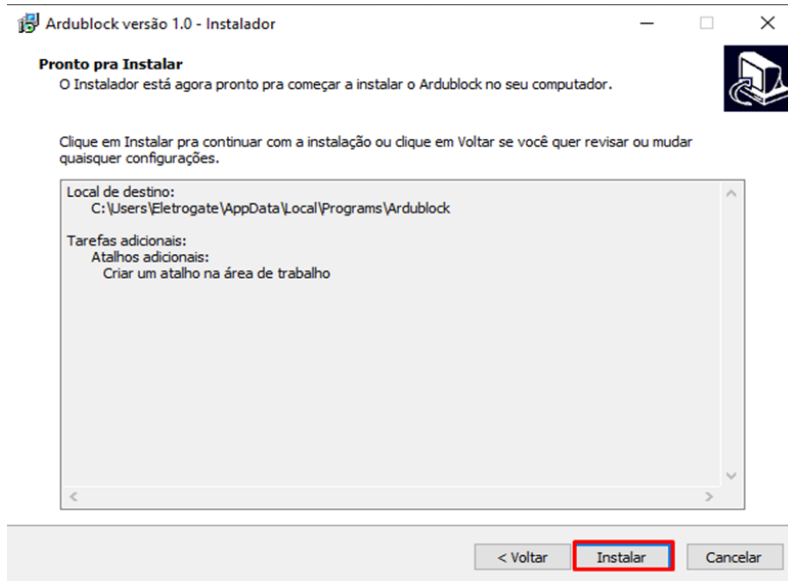 Ardublock versão 1.0 - Instalador
Pronto pra Instalar
O Instalador está agora pronto pra começar a instalar o Ardublock no seu computador.
Clique em Instalar pra continuar com a instalação ou clique em Voltar se você quer revisar ou mudar
quaisquer configurações.
Local de destino:
C:\Users\Eletrogate\AppData\Local\Programs\Ardublock
Tarefas adicionais:
Atalhos adicionais:
Criar um atalho na área de trabalho
< Voltar
Instalar
Cancelar